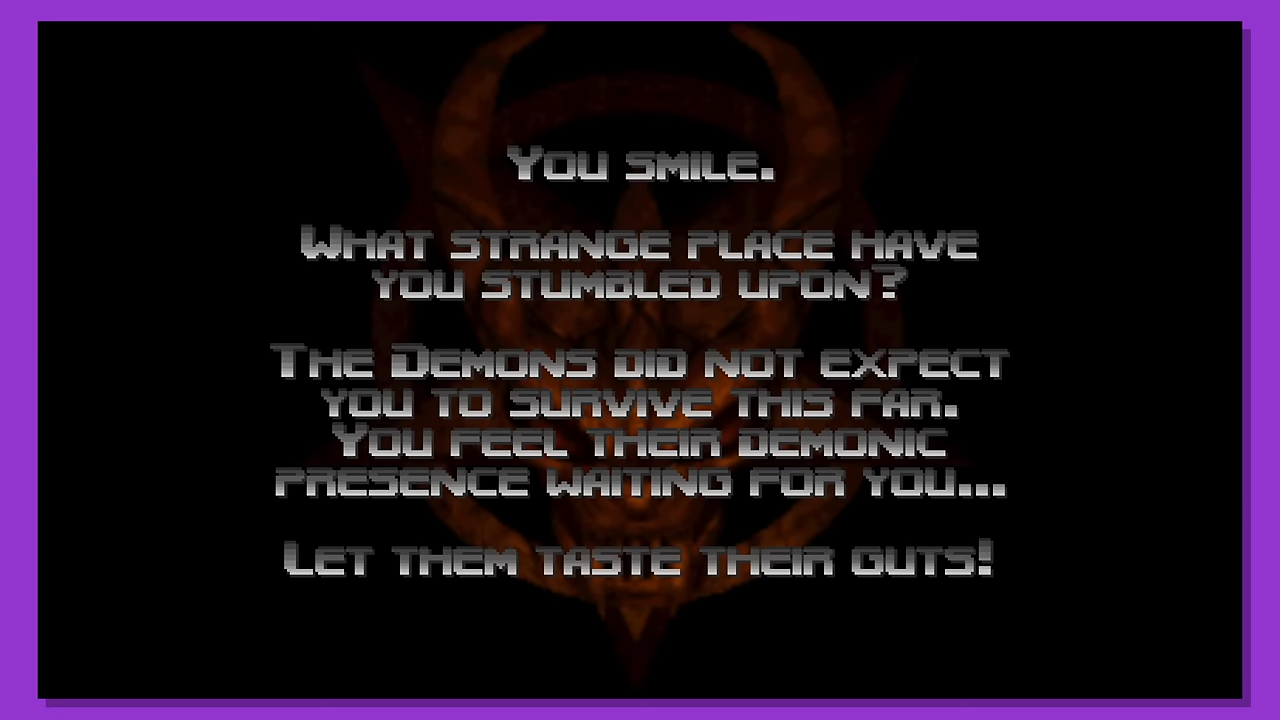 You smile.
What strange place have
you stumbled upon?
The Demons did not expect
you to survive this far.
You feel their demonic
presence waiting for you...
Let them taste their guts!